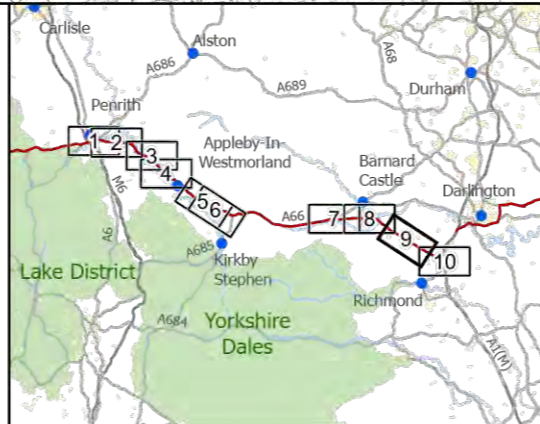 Carlisle
Alston
A68
A686
A689
Durham
Penrith
1
2
3
4
5
6
Appleby-In
Westmorland
Barnard
Castle
Darlington
M6
A66
7
8
9
10
A6
A685
Kirkby
Stephen
Lake District
Richmond
A684
Yorkshire
Dales
A1(M)